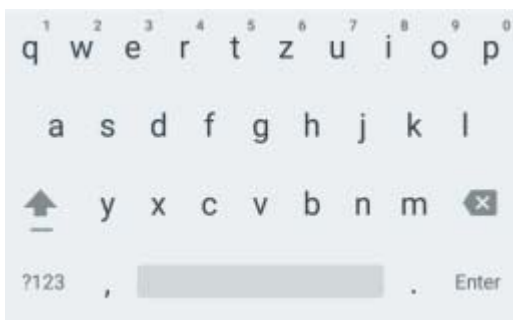 1 2 3 4 5 6 7 8 9 0
q w e r t z u i o p
a s d f g h j k l
y x c v b n m
?123 , . Enter